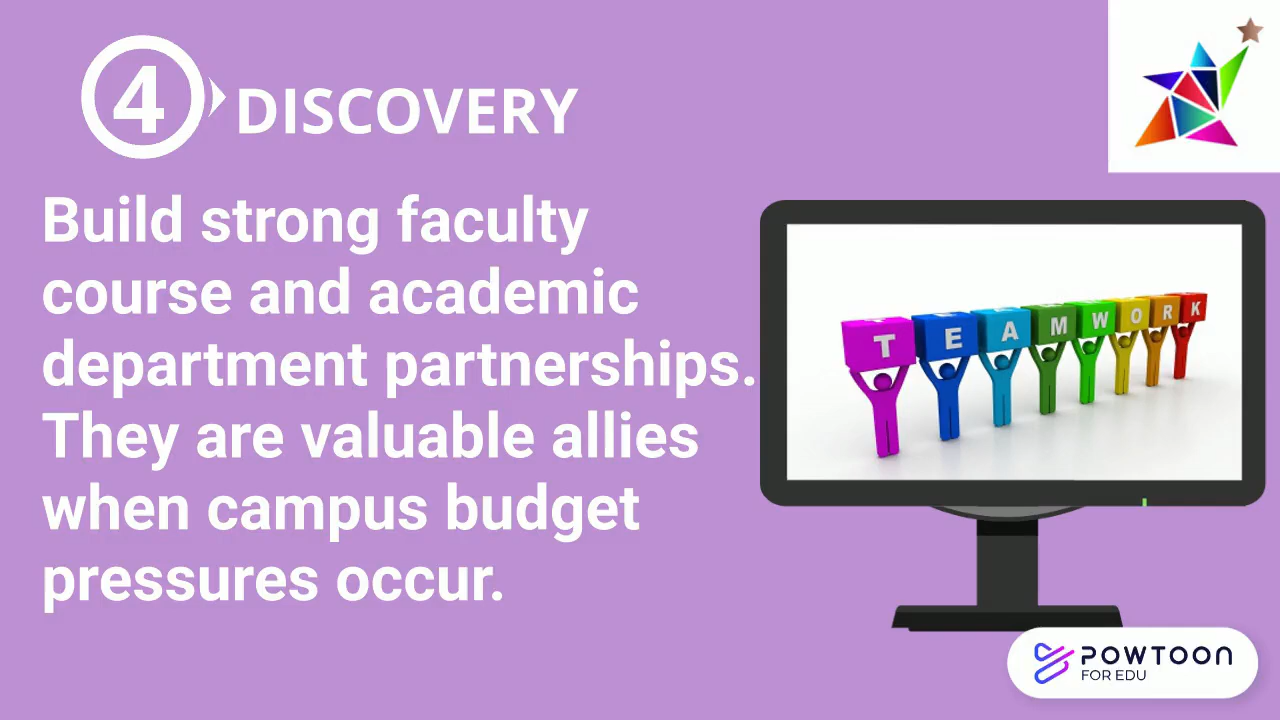 4
DISCOVERY
Build strong faculty
course and academic
department partnerships.
They are valuable allies
when campus budget
pressures occur.
TEAMWORK
POWTOON
FOR EDU